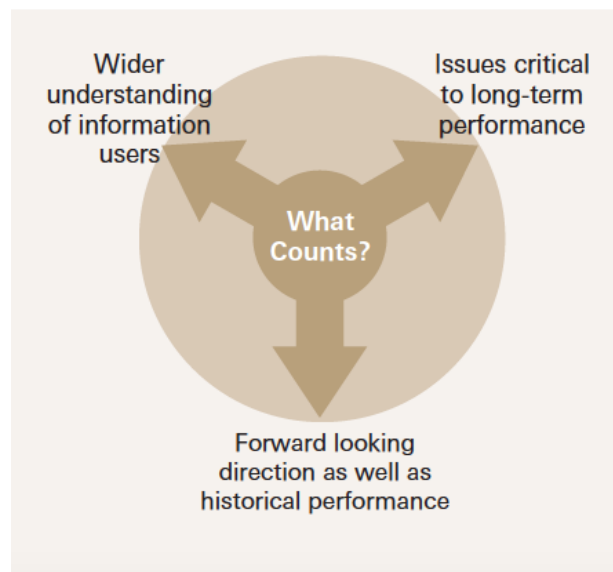 Wider
understanding
of information
users
Issues critical
to long-term
performance
What
Counts?
Forward looking
direction as well as
historical performance